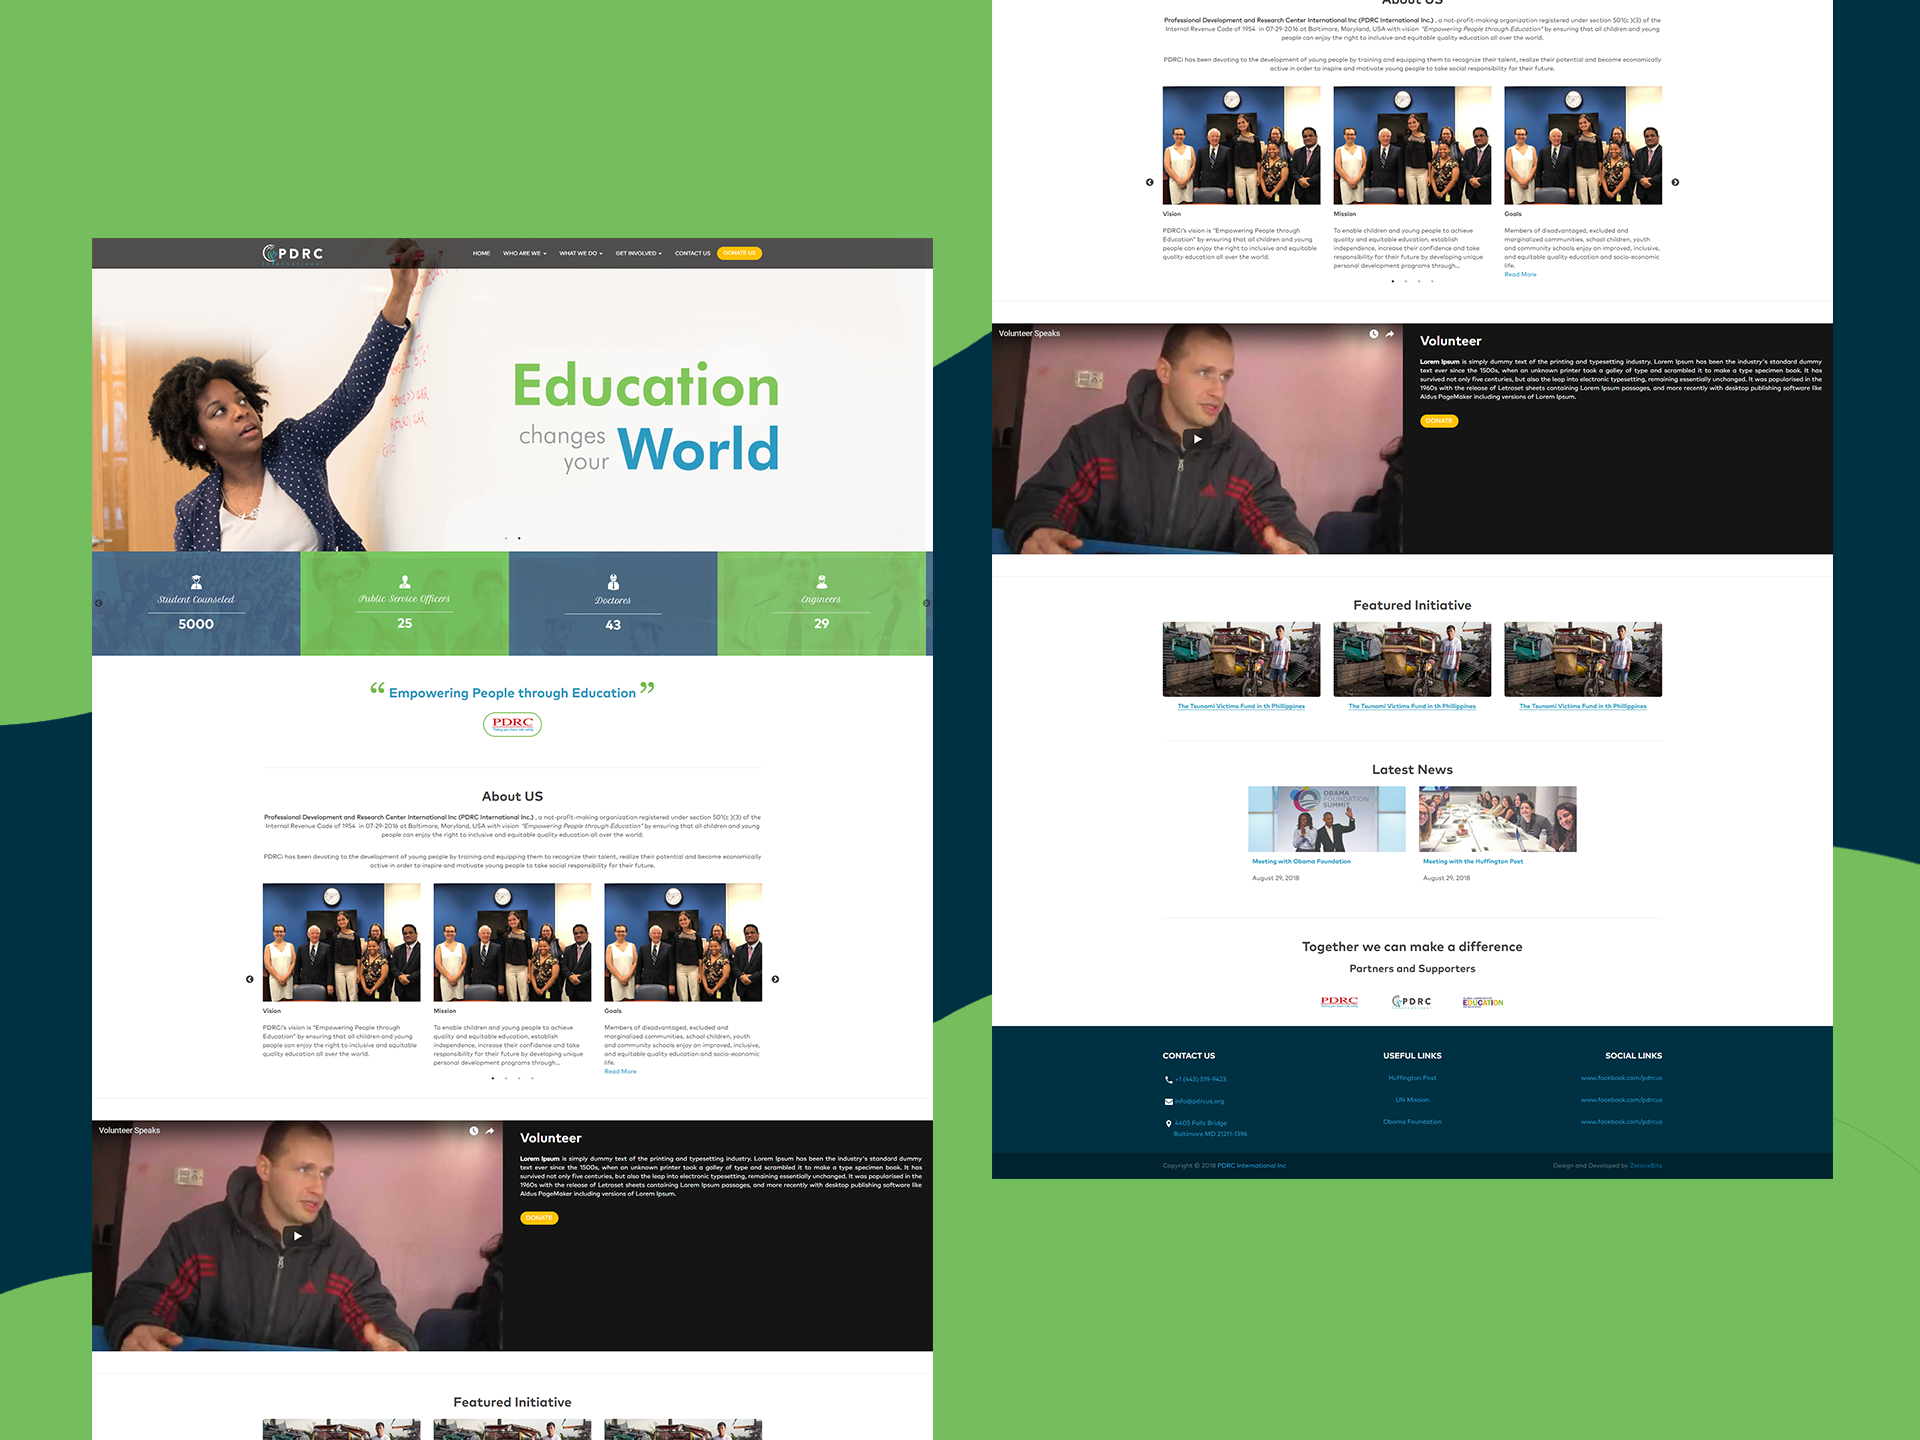 PDRC
International
HOME WHO ARE WE WHAT WE DO GET INVOLVED CONTACT US DONATE US
Education
changes
your World
Student Counseled
5000
Public Service Officers
25
Doctores
43
Engineers
29
“ Empowering People through Education ”
PDRC
About US
Professional Development and Research Center International Inc (PDRC International Inc.) , a not-profit-making organization registered under section 501(c )(3) of the
Internal Revenue Code of 1954 in 07-29-2016 at Baltimore, Maryland, USA with vision “Empowering People through Education” by ensuring that all children and young
people can enjoy the right to inclusive and equitable quality education all over the world.
PDRCi has been devoting to the development of young people by training and equipping them to recognize their talent, realize their potential and become economically
active in order to inspire and motivate young people to take social responsibility for their future.
Vision
PDRCi's vision is “Empowering People through
Education” by ensuring that all children and young
people can enjoy the right to inclusive and equitable
quality education all over the world.
Mission
To enable children and young people to achieve
quality and equitable education, establish
independence, increase their confidence and take
responsibility for their future by developing unique
personal development programs through...
Goals
Members of disadvantaged, excluded and
marginalized communities, school children, youth
and community schools enjoy an improved, inclusive,
and equitable quality education and socio-economic
life.
Read More
Volunteer Speaks
Volunteer
Lorem Ipsum is simply dummy text of the printing and typesetting industry. Lorem Ipsum has been the industry's standard dummy
text ever since the 1500s, when an unknown printer took a galley of type and scrambled it to make a type specimen book. It has
survived not only five centuries, but also the leap into electronic typesetting, remaining essentially unchanged. It was popularised in the
1960s with the release of Letraset sheets containing Lorem Ipsum passages, and more recently with desktop publishing software like
Aldus PageMaker including versions of Lorem Ipsum.
DONATE
Featured Initiative
About US
Professional Development and Research Center International Inc (PDRC International Inc.) , a not-profit-making organization registered under section 501(c )(3) of the
Internal Revenue Code of 1954 in 07-29-2016 at Baltimore, Maryland, USA with vision “Empowering People through Education” by ensuring that all children and young
people can enjoy the right to inclusive and equitable quality education all over the world.
PDRCi has been devoting to the development of young people by training and equipping them to recognize their talent, realize their potential and become economically
active in order to inspire and motivate young people to take social responsibility for their future.
Vision
PDRCi's vision is “Empowering People through
Education” by ensuring that all children and young
people can enjoy the right to inclusive and equitable
quality education all over the world.
Mission
To enable children and young people to achieve
quality and equitable education, establish
independence, increase their confidence and take
responsibility for their future by developing unique
personal development programs through...
Goals
Members of disadvantaged, excluded and
marginalized communities, school children, youth
and community schools enjoy an improved, inclusive,
and equitable quality education and socio-economic
life.
Read More
Volunteer Speaks
Volunteer
Lorem Ipsum is simply dummy text of the printing and typesetting industry. Lorem Ipsum has been the industry's standard dummy
text ever since the 1500s, when an unknown printer took a galley of type and scrambled it to make a type specimen book. It has
survived not only five centuries, but also the leap into electronic typesetting, remaining essentially unchanged. It was popularised in the
1960s with the release of Letraset sheets containing Lorem Ipsum passages, and more recently with desktop publishing software like
Aldus PageMaker including versions of Lorem Ipsum.
DONATE
Featured Initiative
The Tsunami Victims Fund in th Phillippines
The Tsunami Victims Fund in th Phillippines
The Tsunami Victims Fund in th Phillippines
Latest News
OBAMA
FOUNDATION
SUMMIT
Meeting with Obama Foundation
August 29, 2018
Meeting with the Huffington Post
August 29, 2018
Together we can make a difference
Partners and Supporters
PDRC
PDRC
EDUCATION
CONTACT US
+1 (443) 519-9423
info@pdrcus.org
4405 Falls Bridge
Baltimore MD 21211-1396
USEFUL LINKS
Huffington Post
UN Mission
Obama Foundation
SOCIAL LINKS
www.facebook.com/pdrcus
www.facebook.com/pdrcus
www.facebook.com/pdrcus
Copyright © 2018 PDRC International Inc
Design and Developed by ZeroneBits